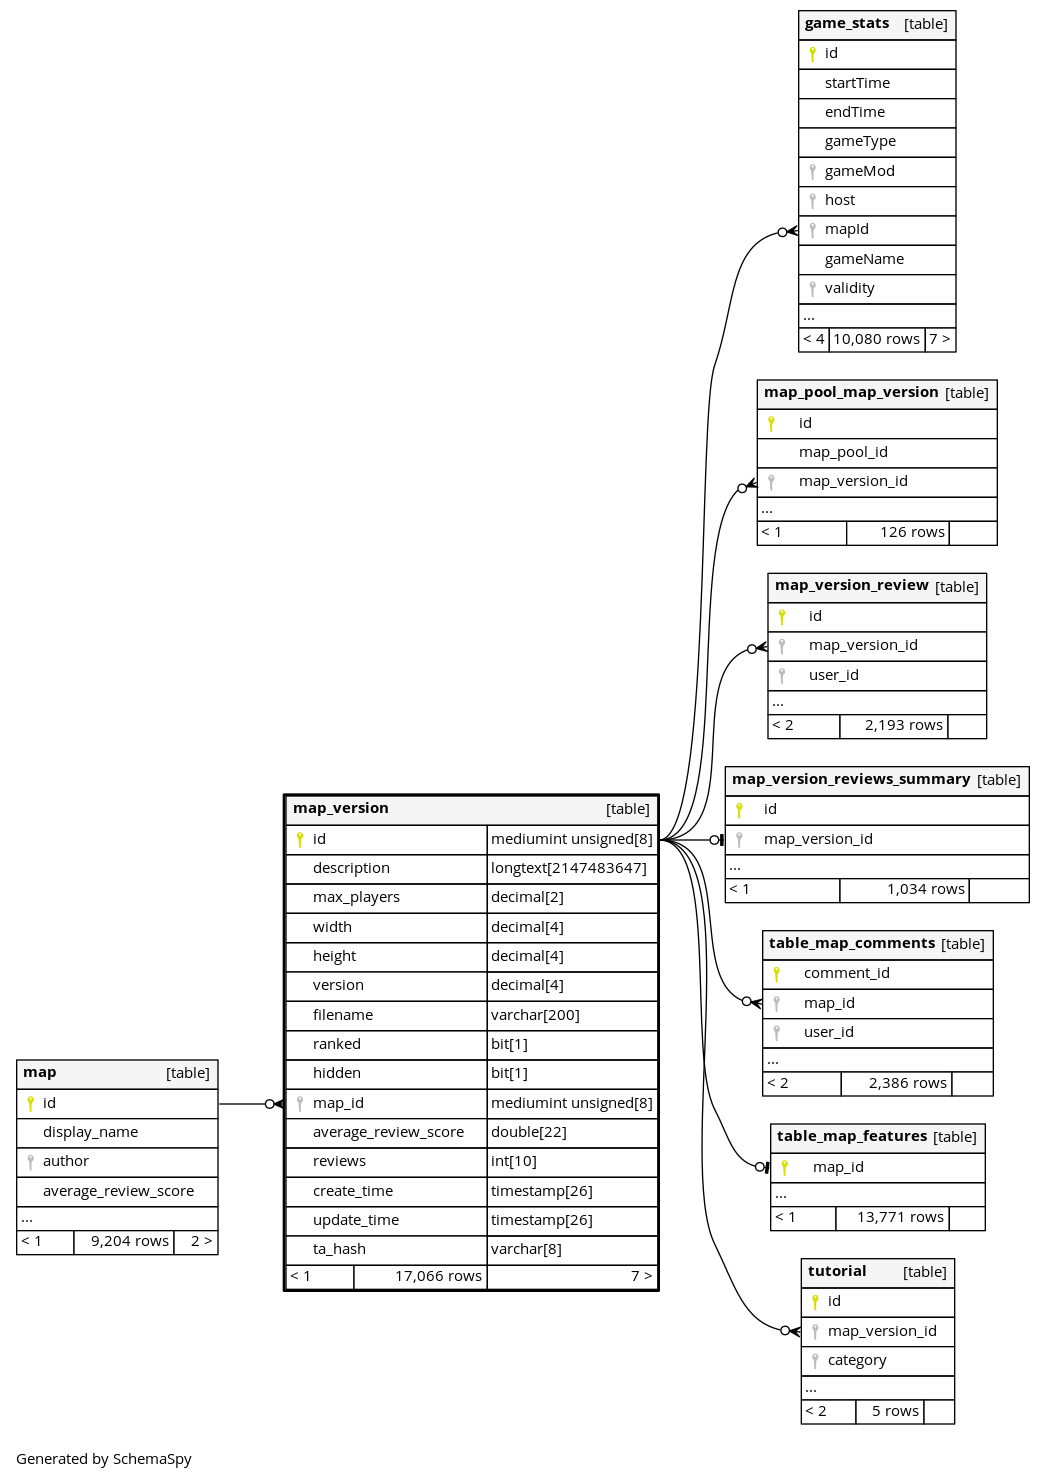 game_stats [table]
id
startTime
endTime
gameType
gameMod
host
mapId
gameName
validity
...
< 4 10,080 rows 7 >
map_pool_map_version [table]
id
map_pool_id
map_version_id
...
< 1 126 rows
map_version_review [table]
id
map_version_id
user_id
...
< 2 2,193 rows
map_version_reviews_summary [table]
id
map_version_id
...
< 1 1,034 rows
map_version [table]
id mediumint unsigned[8]
description longtext[2147483647]
max_players decimal[2]
width decimal[4]
height decimal[4]
version decimal[4]
filename varchar[200]
ranked bit[1]
hidden bit[1]
map_id mediumint unsigned[8]
average_review_score double[22]
reviews int[10]
create_time timestamp[26]
update_time timestamp[26]
ta_hash varchar[8]
< 1 17,066 rows 7 >
table_map_comments [table]
comment_id
map_id
user_id
...
< 2 2,386 rows
map [table]
id
display_name
author
average_review_score
...
< 1 9,204 rows 2 >
table_map_features [table]
map_id
...
< 1 13,771 rows
tutorial [table]
id
map_version_id
category
...
< 2 5 rows
Generated by SchemaSpy